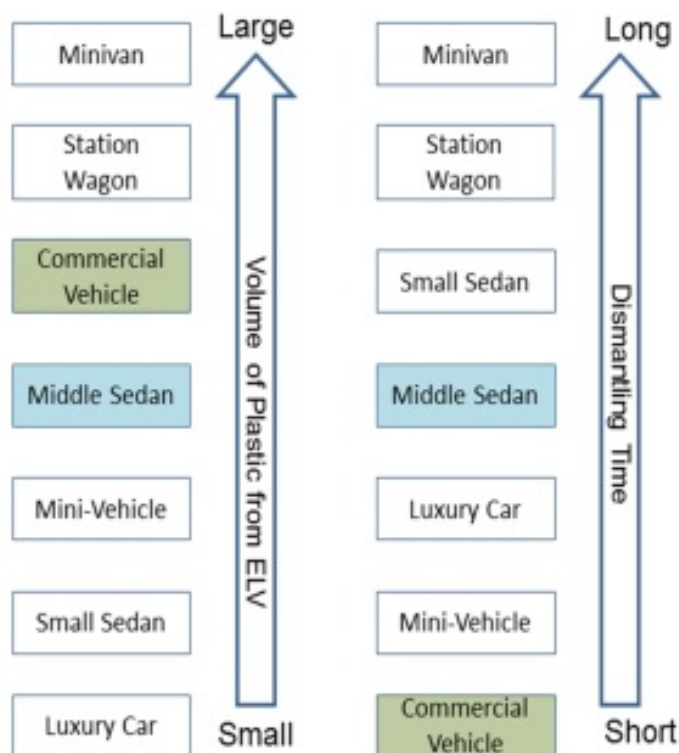 Large
Minivan
Station
Wagon
Commercial
Vehicle
Middle Sedan
Mini-Vehicle
Small Sedan
Luxury Car
Volume of Plastic from ELV
Small
Long
Minivan
Station
Wagon
Small Sedan
Middle Sedan
Luxury Car
Mini-Vehicle
Commercial
Vehicle
Dismantling Time
Short